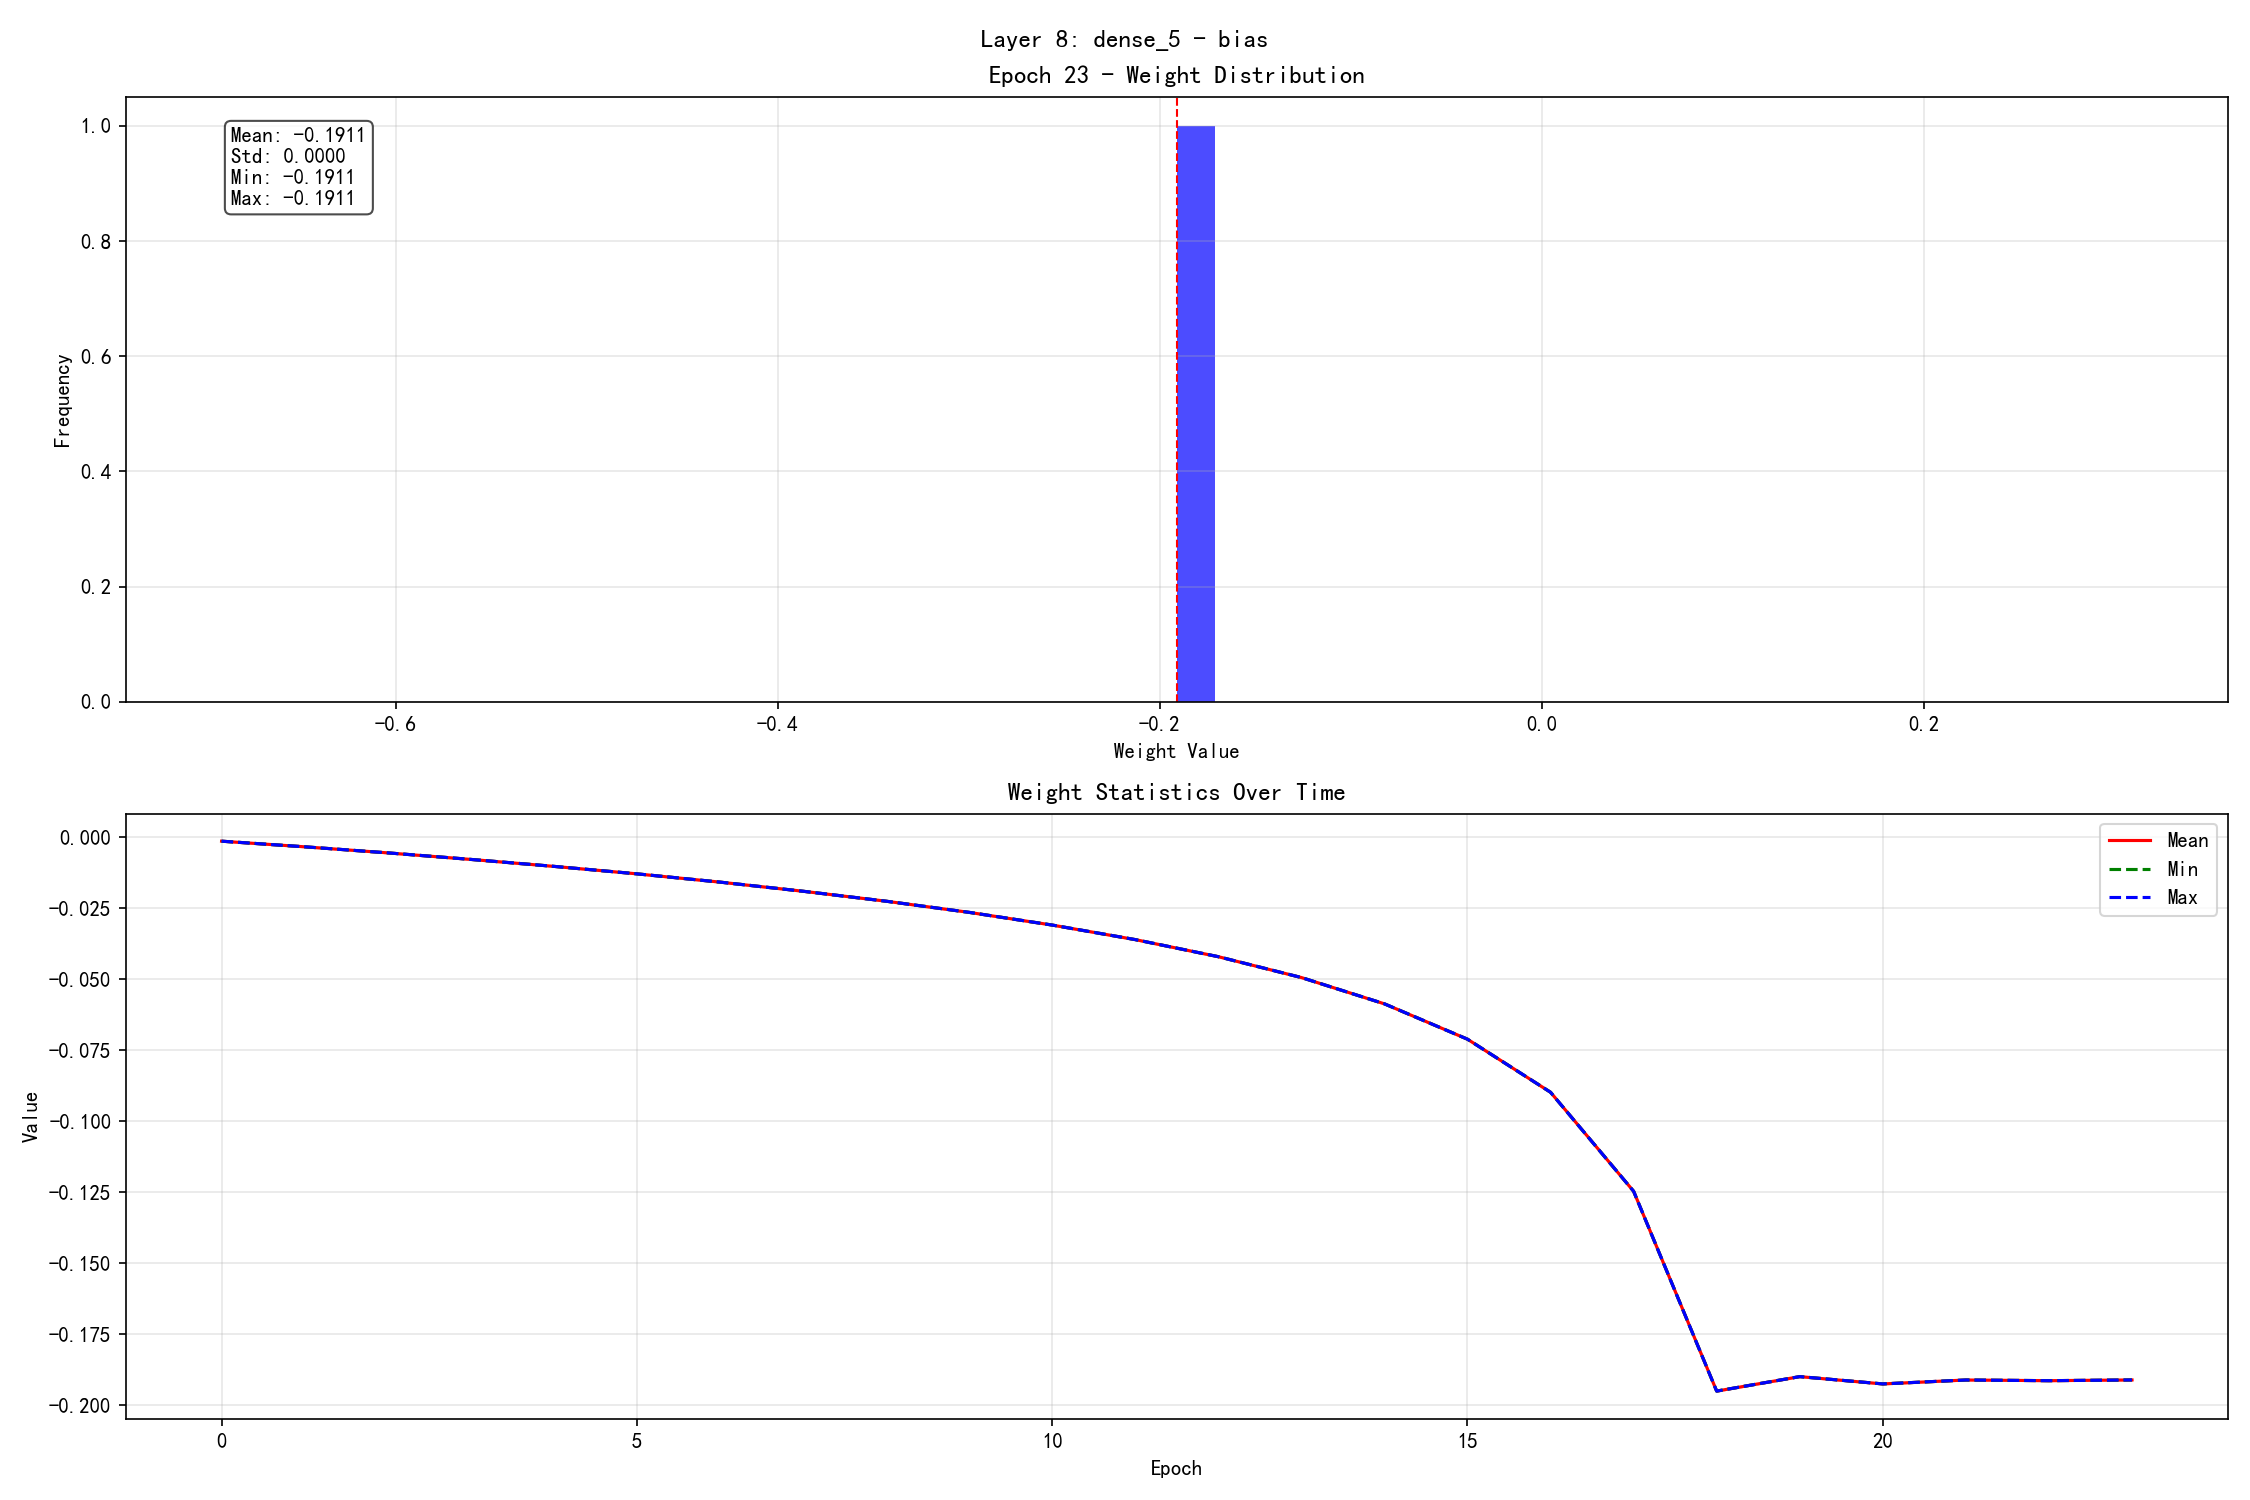 Layer 8: dense_5 - bias
Epoch 23 - Weight Distribution
Mean: -0.1911
Std: 0.0000
Min: -0.1911
Max: -0.1911
Frequency
1.0
0.8
0.6
0.4
0.2
0.0
-0.6 -0.4 -0.2 0.0 0.2
Weight Value
Weight Statistics Over Time
Mean
Min
Max
Value
0.000
-0.025
-0.050
-0.075
-0.100
-0.125
-0.150
-0.175
-0.200
0 5 10 15 20
Epoch